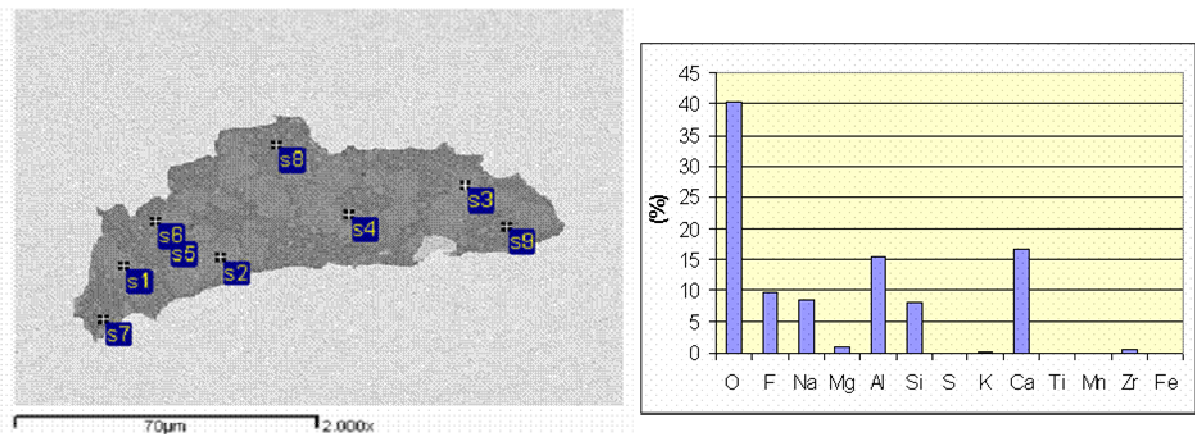 s8
s3
s4
s9
s6
s5
s2
s1
s7
70µm 2.000x
45
40
35
30
25
20
15
10
5
0
(%)
O F Na Mg Al Si S K Ca Ti Mn Zr Fe